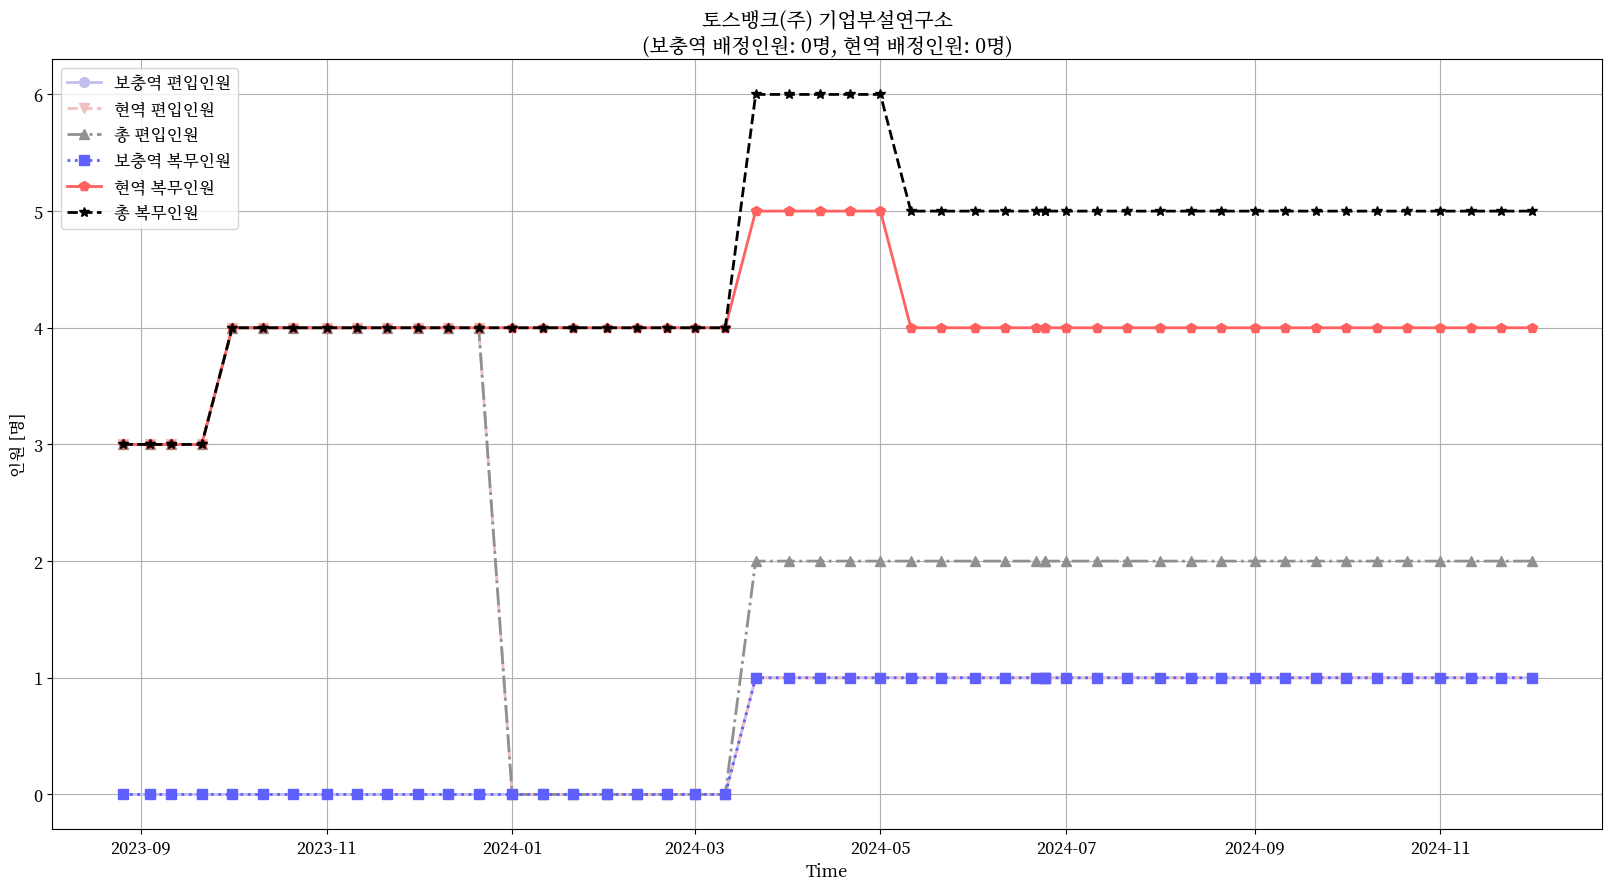 토스뱅크(주) 기업부설연구소
(보충역 배정인원: 0명, 현역 배정인원: 0명)
보충역 편입인원
현역 편입인원
총 편입인원
보충역 복무인원
현역 복무인원
총 복무인원
인원 [명]
6
5
4
3
2
1
0
2023-09
2023-11
2024-01
2024-03
2024-05
2024-07
2024-09
2024-11
Time